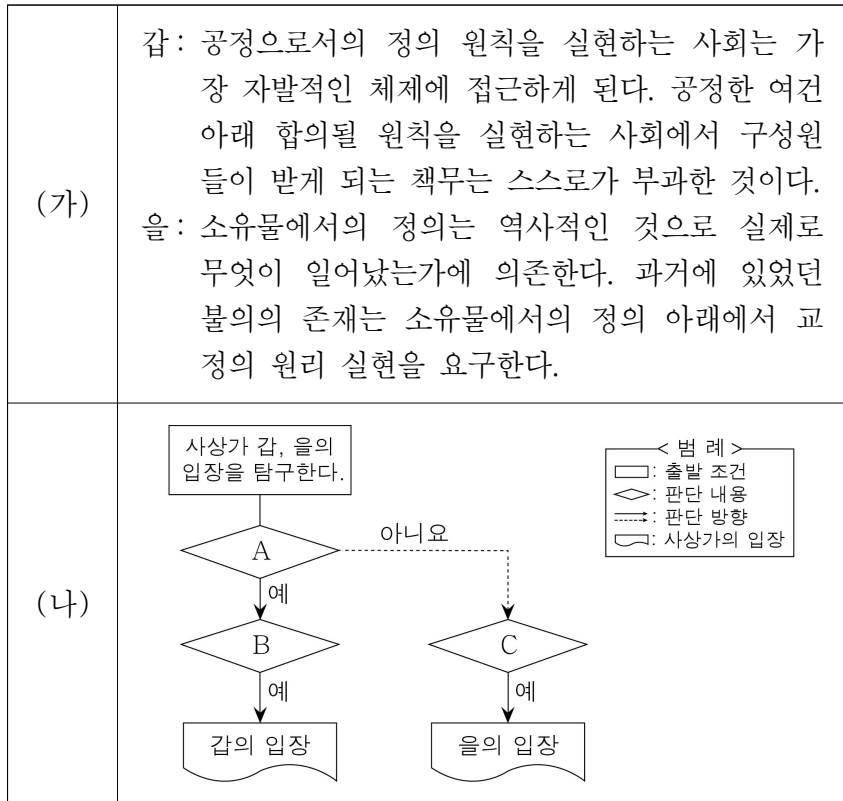 (가)
갑: 공정으로서의 정의 원칙을 실현하는 사회는 가
장 자발적인 체제에 접근하게 된다. 공정한 여건
아래 합의될 원칙을 실현하는 사회에서 구성원
들이 받게 되는 책무는 스스로가 부과한 것이다.
을: 소유물에서의 정의는 역사적인 것으로 실제로
무엇이 일어났는가에 의존한다. 과거에 있었던
불의의 존재는 소유물에서의 정의 아래에서 교
정의 원리 실현을 요구한다.
(나)
사상가 갑, 을의
입장을 탐구한다.
A
아니요
예
B
예
갑의 입장
C
예
을의 입장
< 범 례 >
: 출발 조건
: 판단 내용
: 판단 방향
: 사상가의 입장